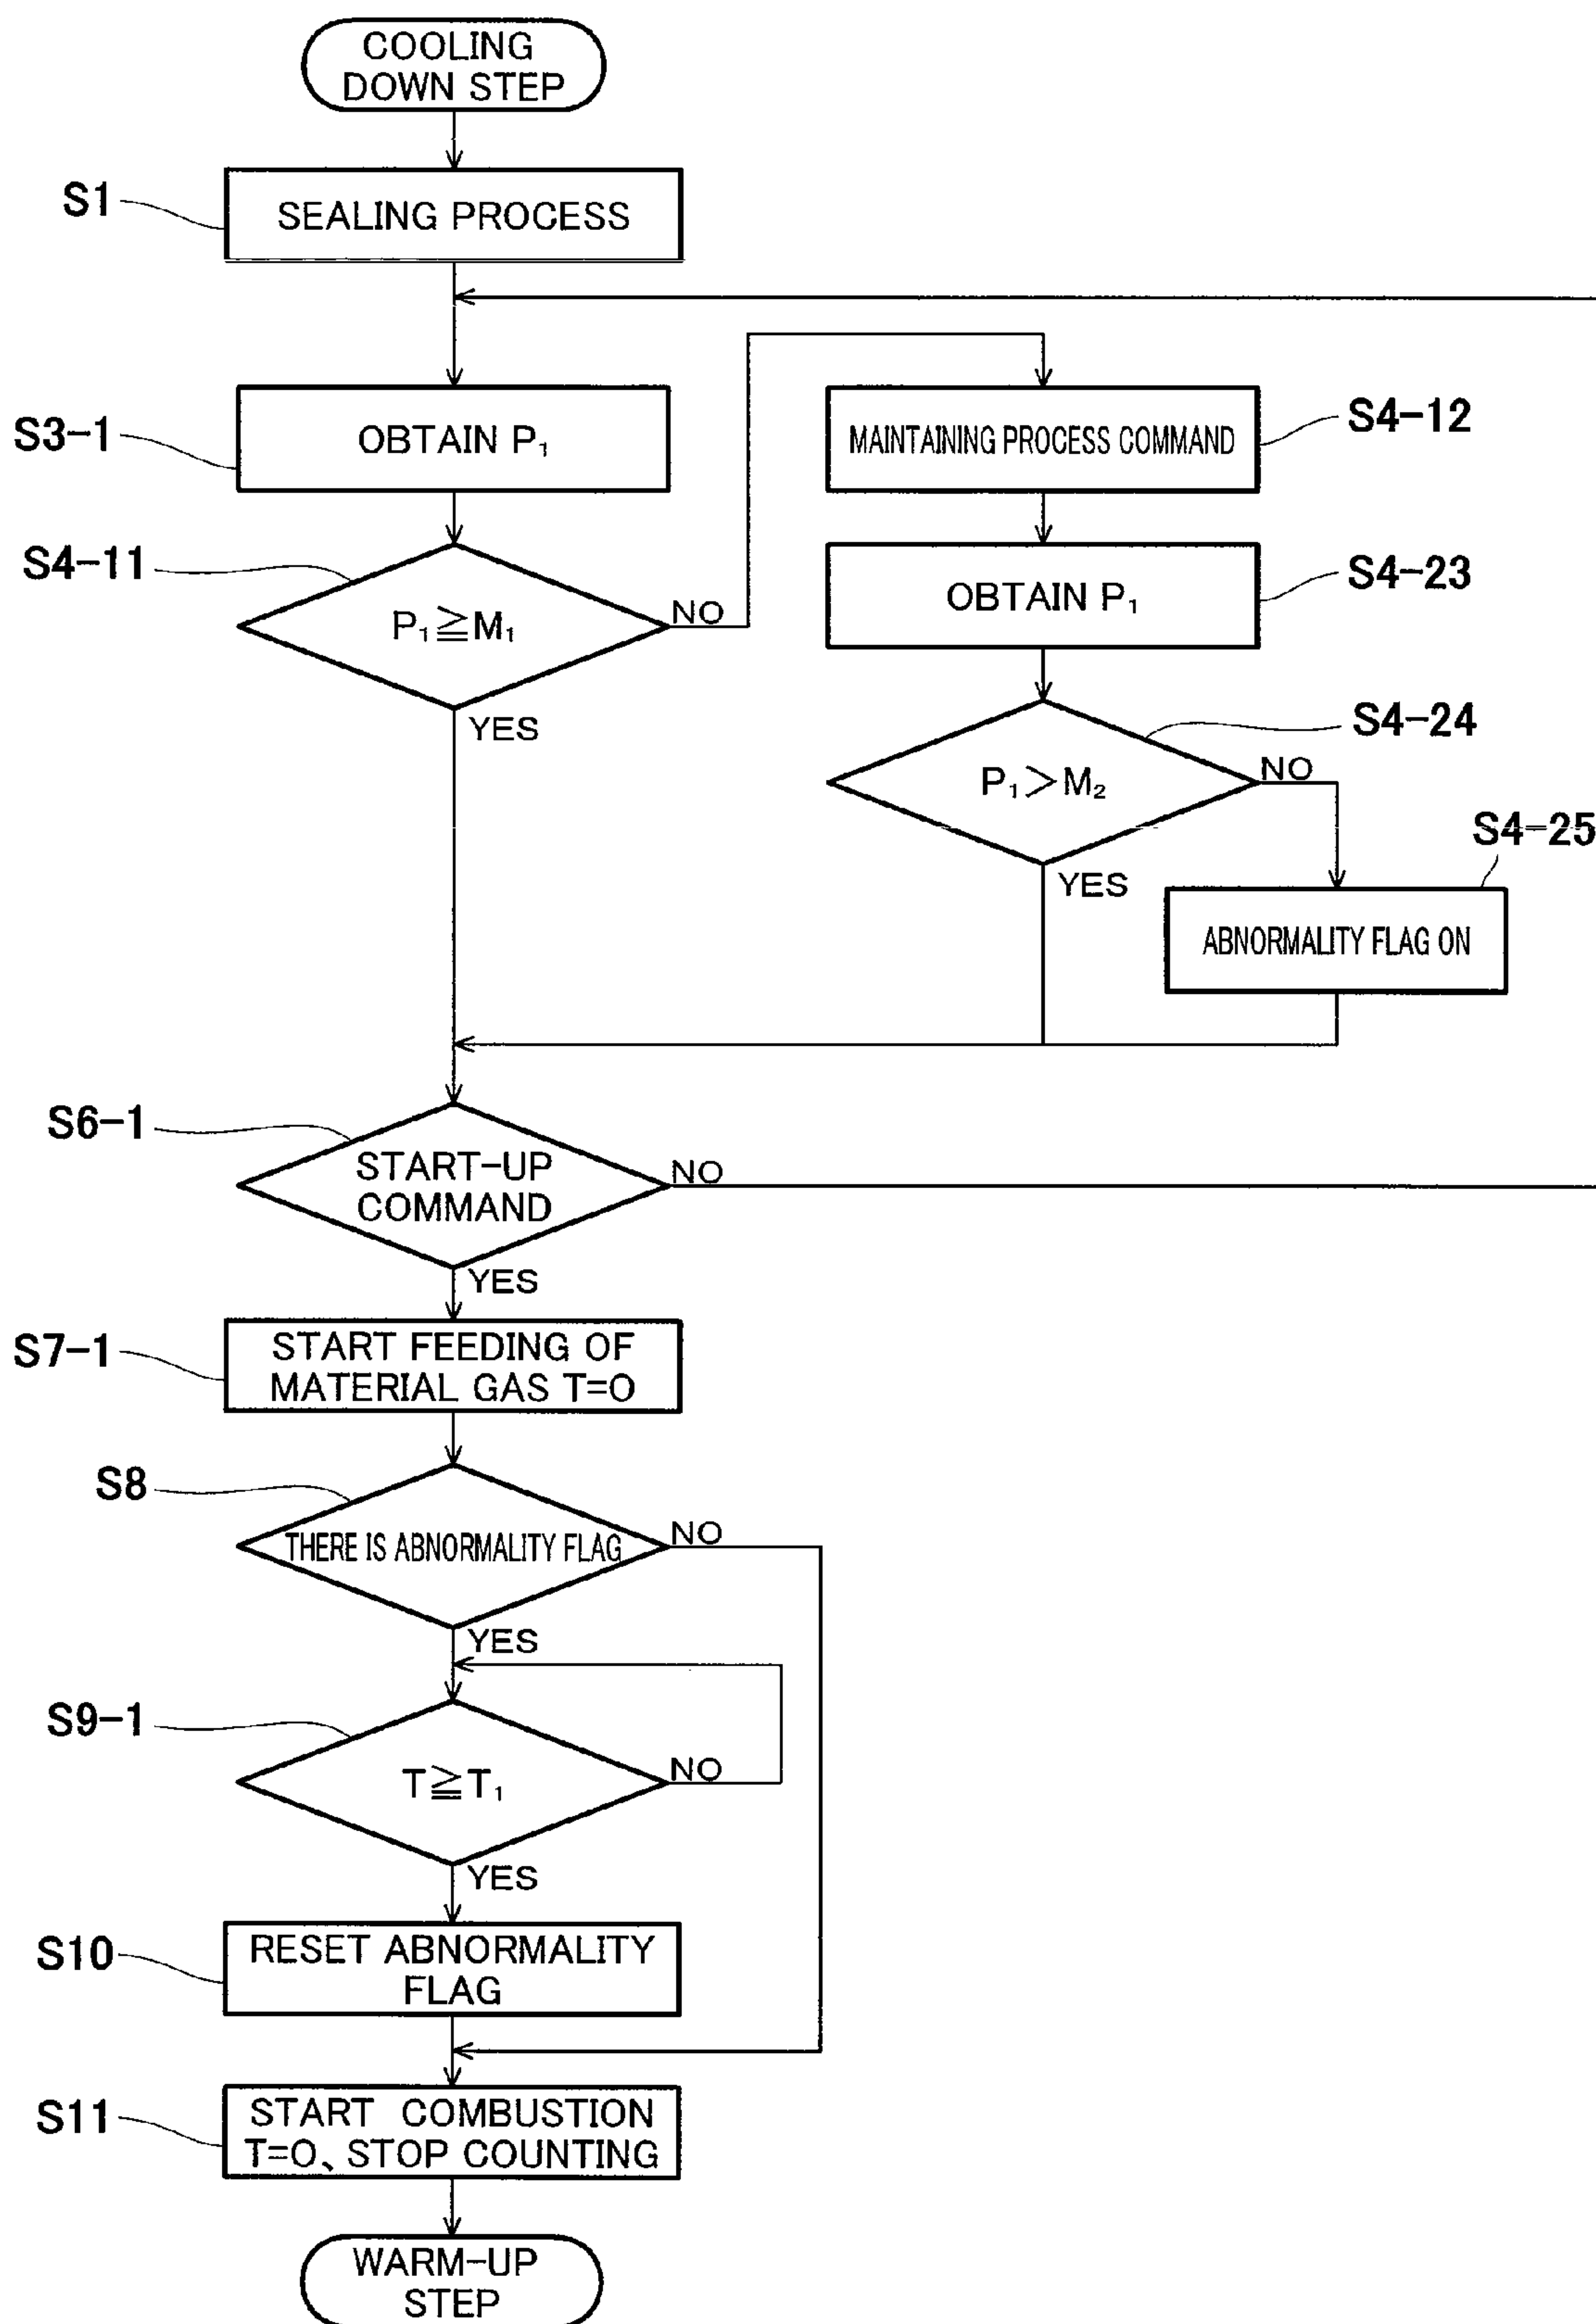 COOLING
DOWN STEP
S1
SEALING PROCESS
S3-1
OBTAIN P₁
MAINTAINING PROCESS COMMAND
S4-12
S4-11
P₁≧M₁
NO
YES
OBTAIN P₁
S4-23
S4-24
P₁＞M₂
NO
YES
S4-25
ABNORMALITY FLAG ON
S6-1
START-UP
COMMAND
NO
YES
S7-1
START FEEDING OF
MATERIAL GAS T=0
S8
THERE IS ABNORMALITY FLAG
NO
YES
S9-1
T≧T₁
NO
YES
S10
RESET ABNORMALITY
FLAG
S11
START COMBUSTION
T=0、STOP COUNTING
WARM-UP
STEP